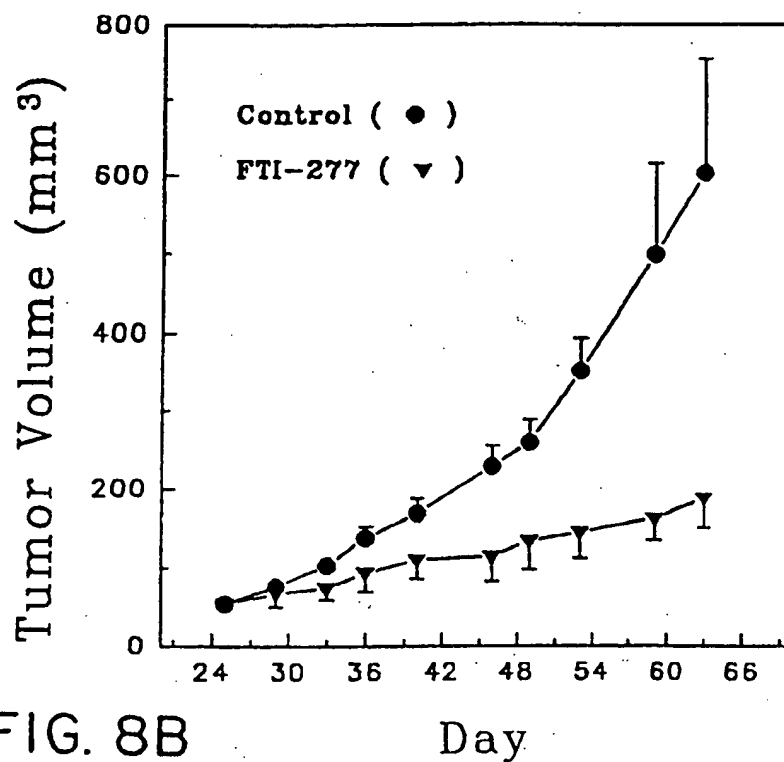 800
Control ( ● )
FTI-277 ( ▼ )
600
400
200
0
Tumor Volume (mm³)
24 30 36 42 48 54 60 66
FIG. 8B
Day